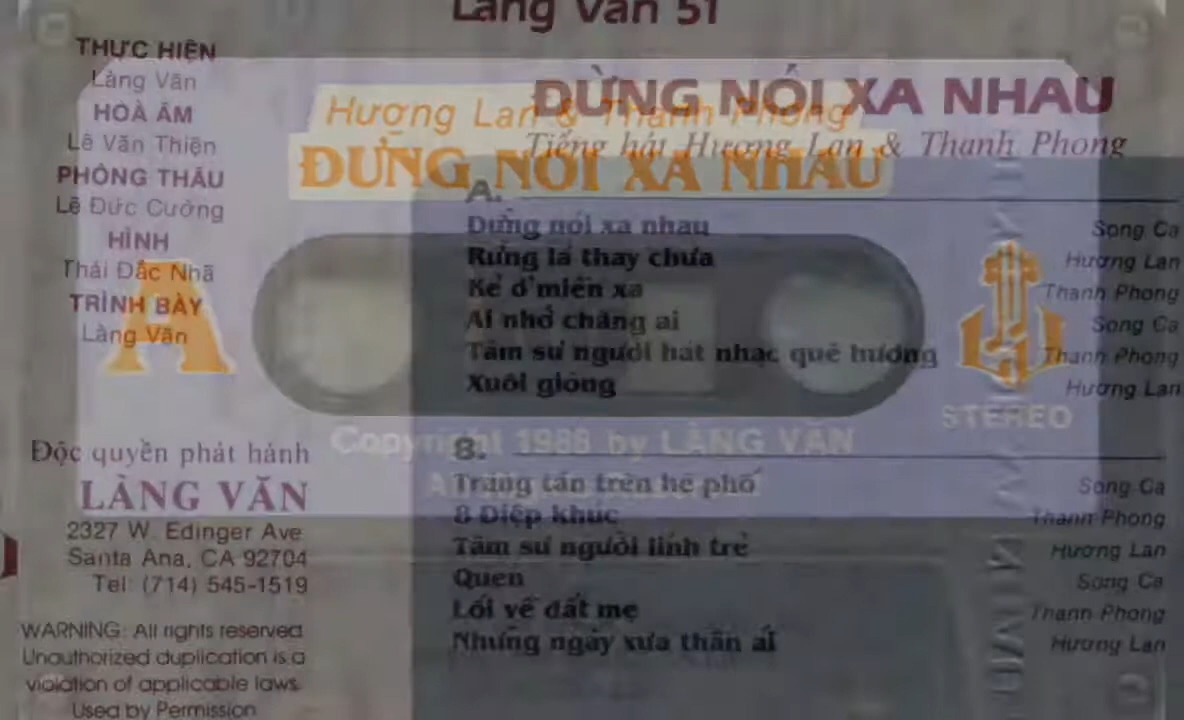 Làng Văn 51
THỰC HIỆN
Làng Văn
HOÀ ÂM
Lê Văn Thiện
PHÒNG THÂU
Lê Đức Cường
HÌNH
Thái Đắc Nhã
TRÌNH BÀY
Làng Văn
A
Độc quyền phát hành
LÀNG VĂN
2327 W. Edinger Ave
Santa Ana, CA 92704
Tel: (714) 545-1519
WARNING: All rights reserved
Unauthorized duplication is a
violation of applicable laws.
Used by Permission
Hương Lan & Thanh Phong
ĐỪNG NÓI XA NHAU
ĐỪNG NÓI XA NHAU
Tiếng hát Hương Lan & Thanh Phong
A.
Đừng nói xa nhau Song Ca
Rừng lá thay chưa Hương Lan
Kẻ ở miền xa Thanh Phong
Ai nhớ chăng ai Song Ca
Tâm sự người hát nhạc quê hương Thanh Phong
Xuôi giòng Hương Lan
STEREO
Copyright 1988 by LÀNG VĂN
B.
Trăng tàn trên hè phố Song Ca
8 Điệp khúc Thanh Phong
Tâm sự người lính trẻ Hương Lan
Quen Song Ca
Lối về đất mẹ Thanh Phong
Những ngày xưa thân ái Hương Lan